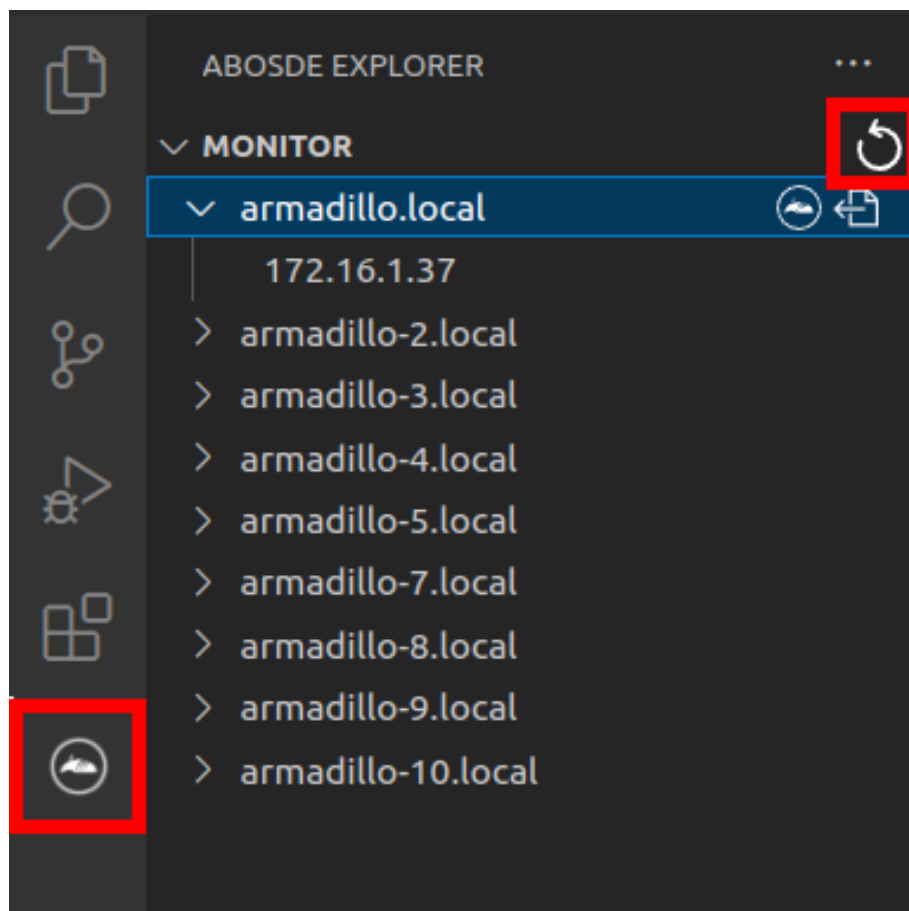 ABOSDE EXPLORER
MONITOR
armadillo.local
172.16.1.37
armadillo-2.local
armadillo-3.local
armadillo-4.local
armadillo-5.local
armadillo-7.local
armadillo-8.local
armadillo-9.local
armadillo-10.local